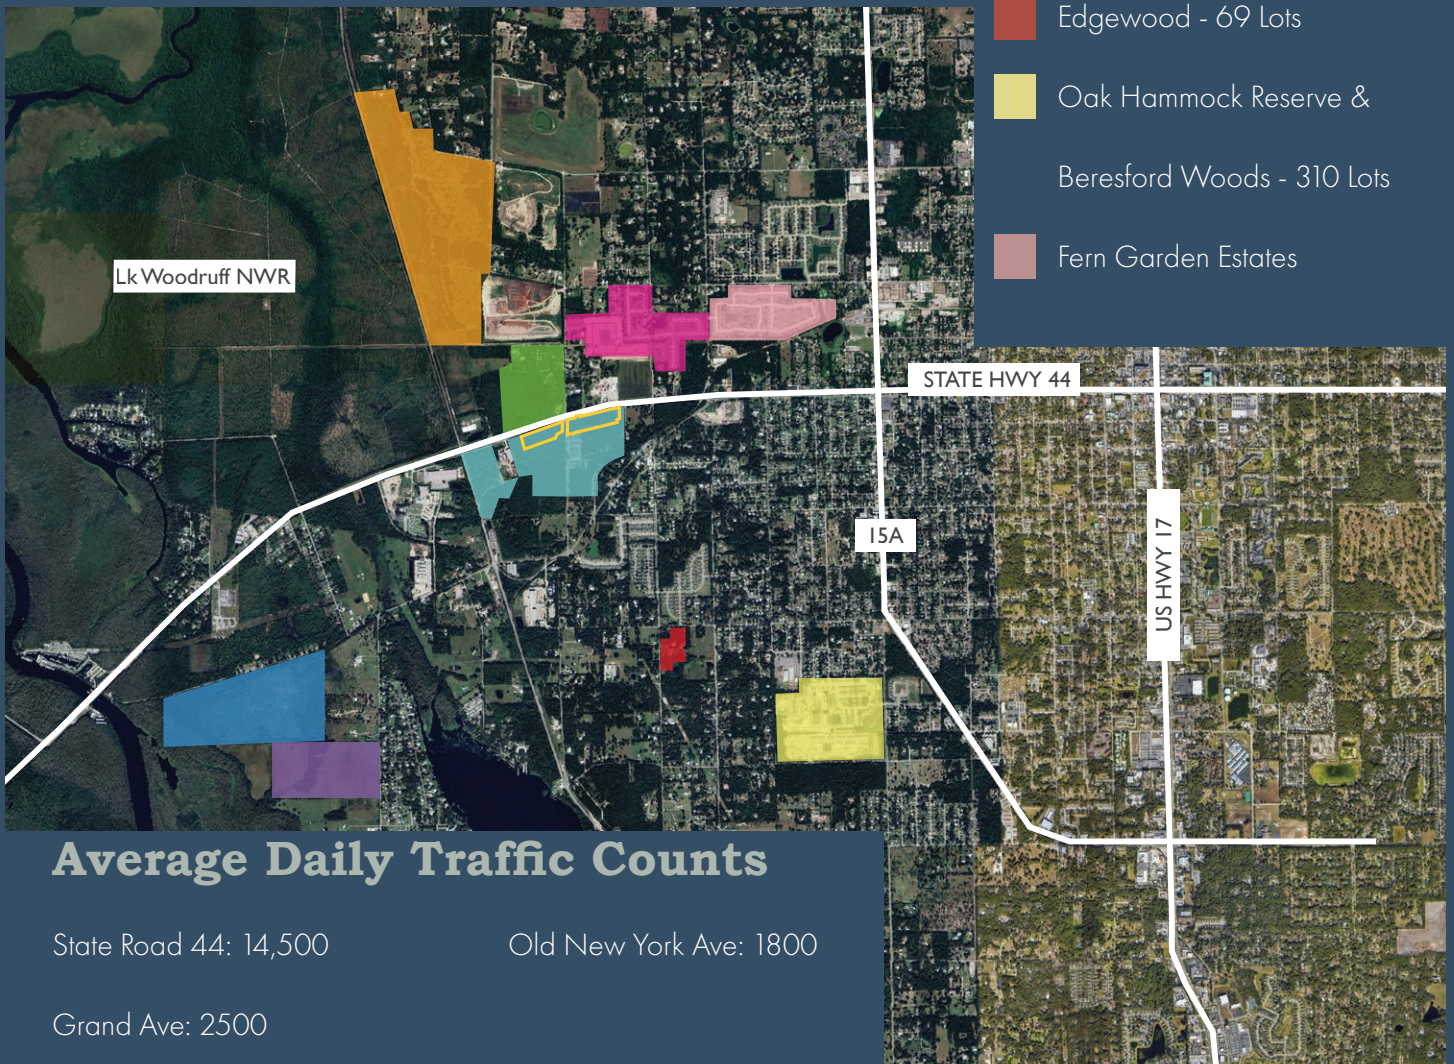 Edgewood - 69 Lots
Oak Hammock Reserve &
Beresford Woods - 310 Lots
Fern Garden Estates
Lk Woodruff NWR
STATE HWY 44
15A
US HWY 17
Average Daily Traffic Counts
State Road 44: 14,500
Old New York Ave: 1800
Grand Ave: 2500